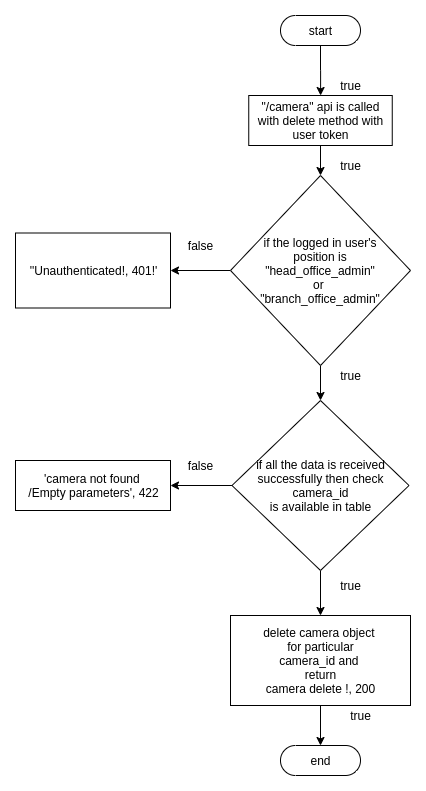 start
true
"/camera" api is called
with delete method with
user token
true
if the logged in user's
position is
"head_office_admin"
or
"branch_office_admin"
false
"Unauthenticated!, 401!'
true
if all the data is received
successfully then check
camera_id
is available in table
false
'camera not found
/Empty parameters', 422
true
delete camera object
for particular
camera_id and
return
camera delete !, 200
true
end